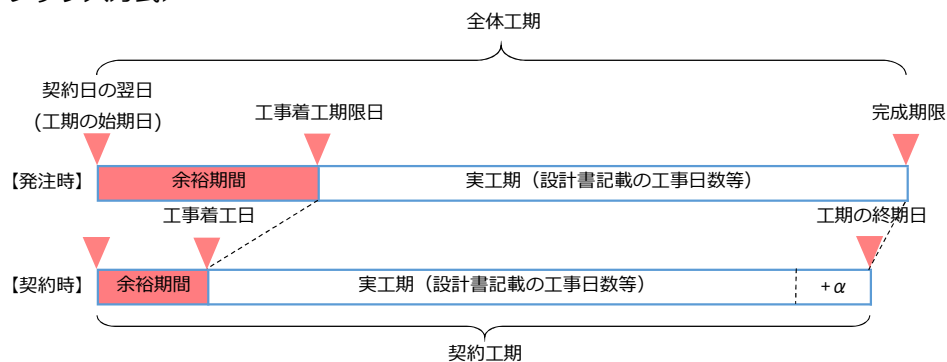 全体工期
契約日の翌日
(工期の始期日)
工事着工期限日
完成期限
【発注時】
余裕期間
実工期（設計書記載の工事日数等）
工事着工日
工期の終期日
【契約時】
余裕期間
実工期（設計書記載の工事日数等）
+α
契約工期